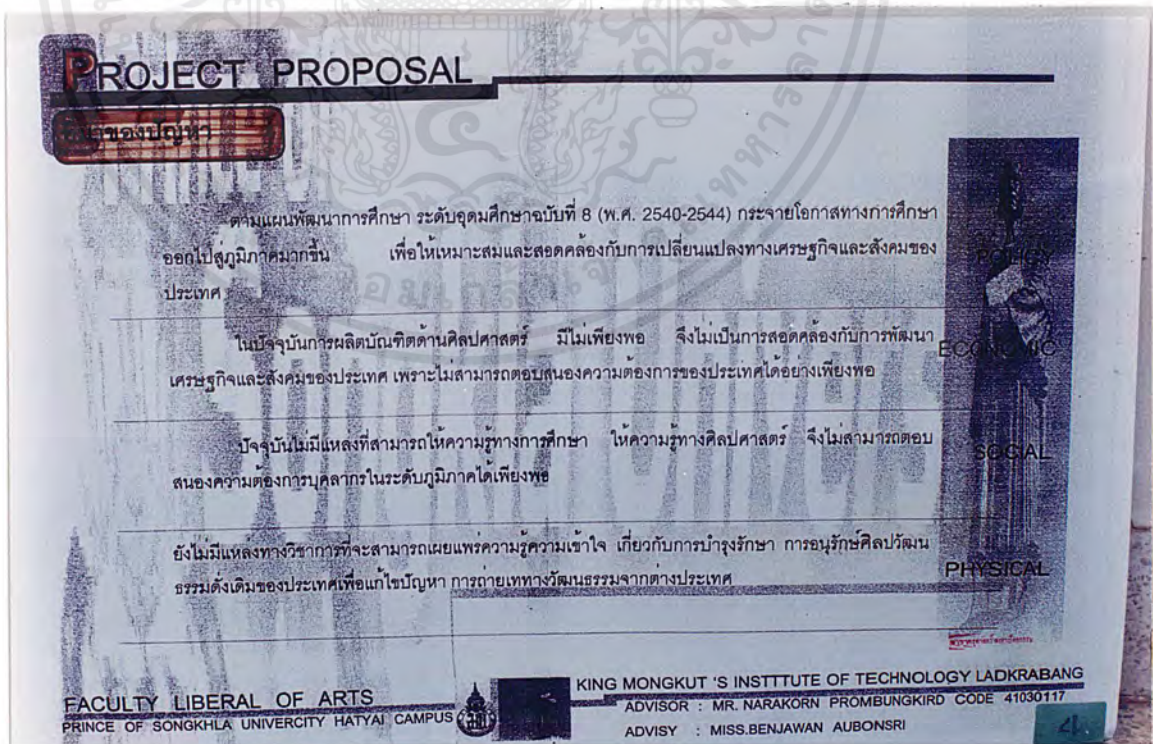 PROJECT PROPOSAL
ที่มาของปัญหา
ตามแผนพัฒนาการศึกษา ระดับอุดมศึกษาฉบับที่ 8 (พ.ศ. 2540-2544) กระจายโอกาสทางการศึกษา
ออกไปสู่ภูมิภาคมากขึ้น เพื่อให้เหมาะสมและสอดคล้องกับการเปลี่ยนแปลงทางเศรษฐกิจและสังคมของ
ประเทศ
POLICY
ในปัจจุบันการผลิตบัณฑิตด้านศิลปศาสตร์ มีไม่เพียงพอ จึงไม่เป็นการสอดคล้องกับการพัฒนา
เศรษฐกิจและสังคมของประเทศ เพราะไม่สามารถตอบสนองความต้องการของประเทศได้อย่างเพียงพอ
ECONOMIC
ปัจจุบันไม่มีแหล่งที่สามารถให้ความรู้ทางการศึกษา ให้ความรู้ทางศิลปศาสตร์ จึงไม่สามารถตอบ
สนองความต้องการบุคลากรในระดับภูมิภาคได้เพียงพอ
SOCIAL
ยังไม่มีแหล่งทางวิชาการที่จะสามารถเผยแพร่ความรู้ความเข้าใจ เกี่ยวกับการบำรุงรักษา การอนุรักษ์ศิลปวัฒน
ธรรมดั่งเดิมของประเทศเพื่อแก้ไขปัญหา การถ่ายเททางวัฒนธรรมจากต่างประเทศ
PHYSICAL
FACULTY LIBERAL OF ARTS
PRINCE OF SONGKHLA UNIVERCITY HATYAI CAMPUS
KING MONGKUT 'S INSTTTUTE OF TECHNOLOGY LADKRABANG
ADVISOR : MR. NARAKORN PROMBUNGKIRD CODE 41030117
ADVISY : MISS.BENJAWAN AUBONSRI
4